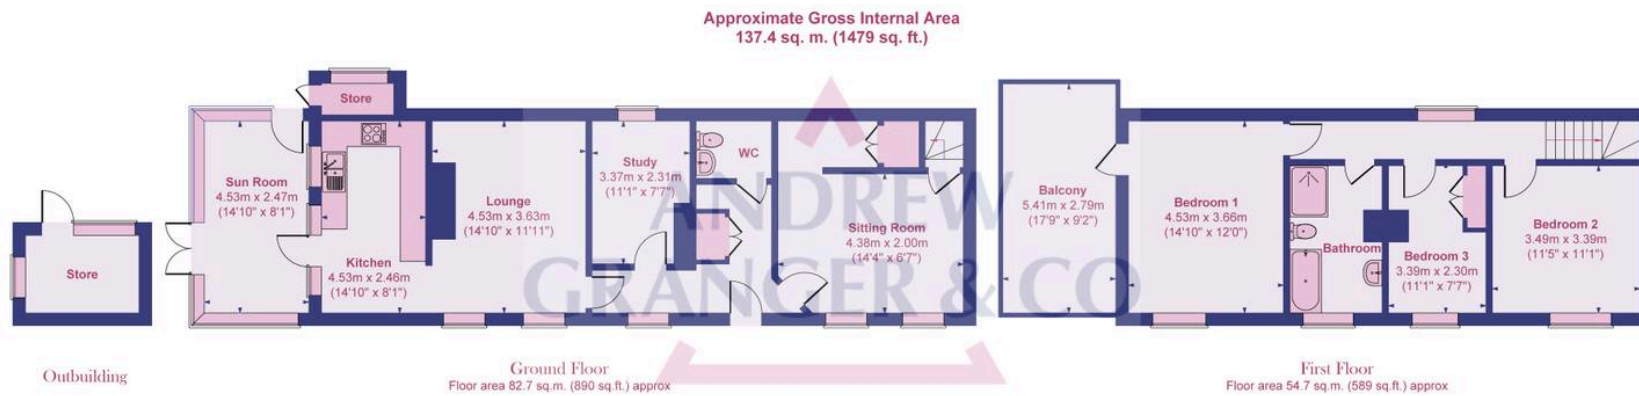 Approximate Gross Internal Area
137.4 sq. m. (1479 sq. ft.)
Store
Sun Room
4.53m x 2.47m
(14'10" x 8'1")
Store
Kitchen
4.53m x 2.46m
(14'10" x 8'1")
Lounge
4.53m x 3.63m
(14'10" x 11'11")
Study
3.37m x 2.31m
(11'1" x 7'7")
WC
Sitting Room
4.38m x 2.00m
(14'4" x 6'7")
Balcony
5.41m x 2.79m
(17'9" x 9'2")
Bedroom 1
4.53m x 3.66m
(14'10" x 12'0")
Bathroom
Bedroom 3
3.39m x 2.30m
(11'1" x 7'7")
Bedroom 2
3.49m x 3.39m
(11'5" x 11'1")
ANDREW
GRANGER & CO
Outbuilding
Ground Floor
Floor area 82.7 sq.m. (890 sq.ft.) approx
First Floor
Floor area 54.7 sq.m. (589 sq.ft.) approx